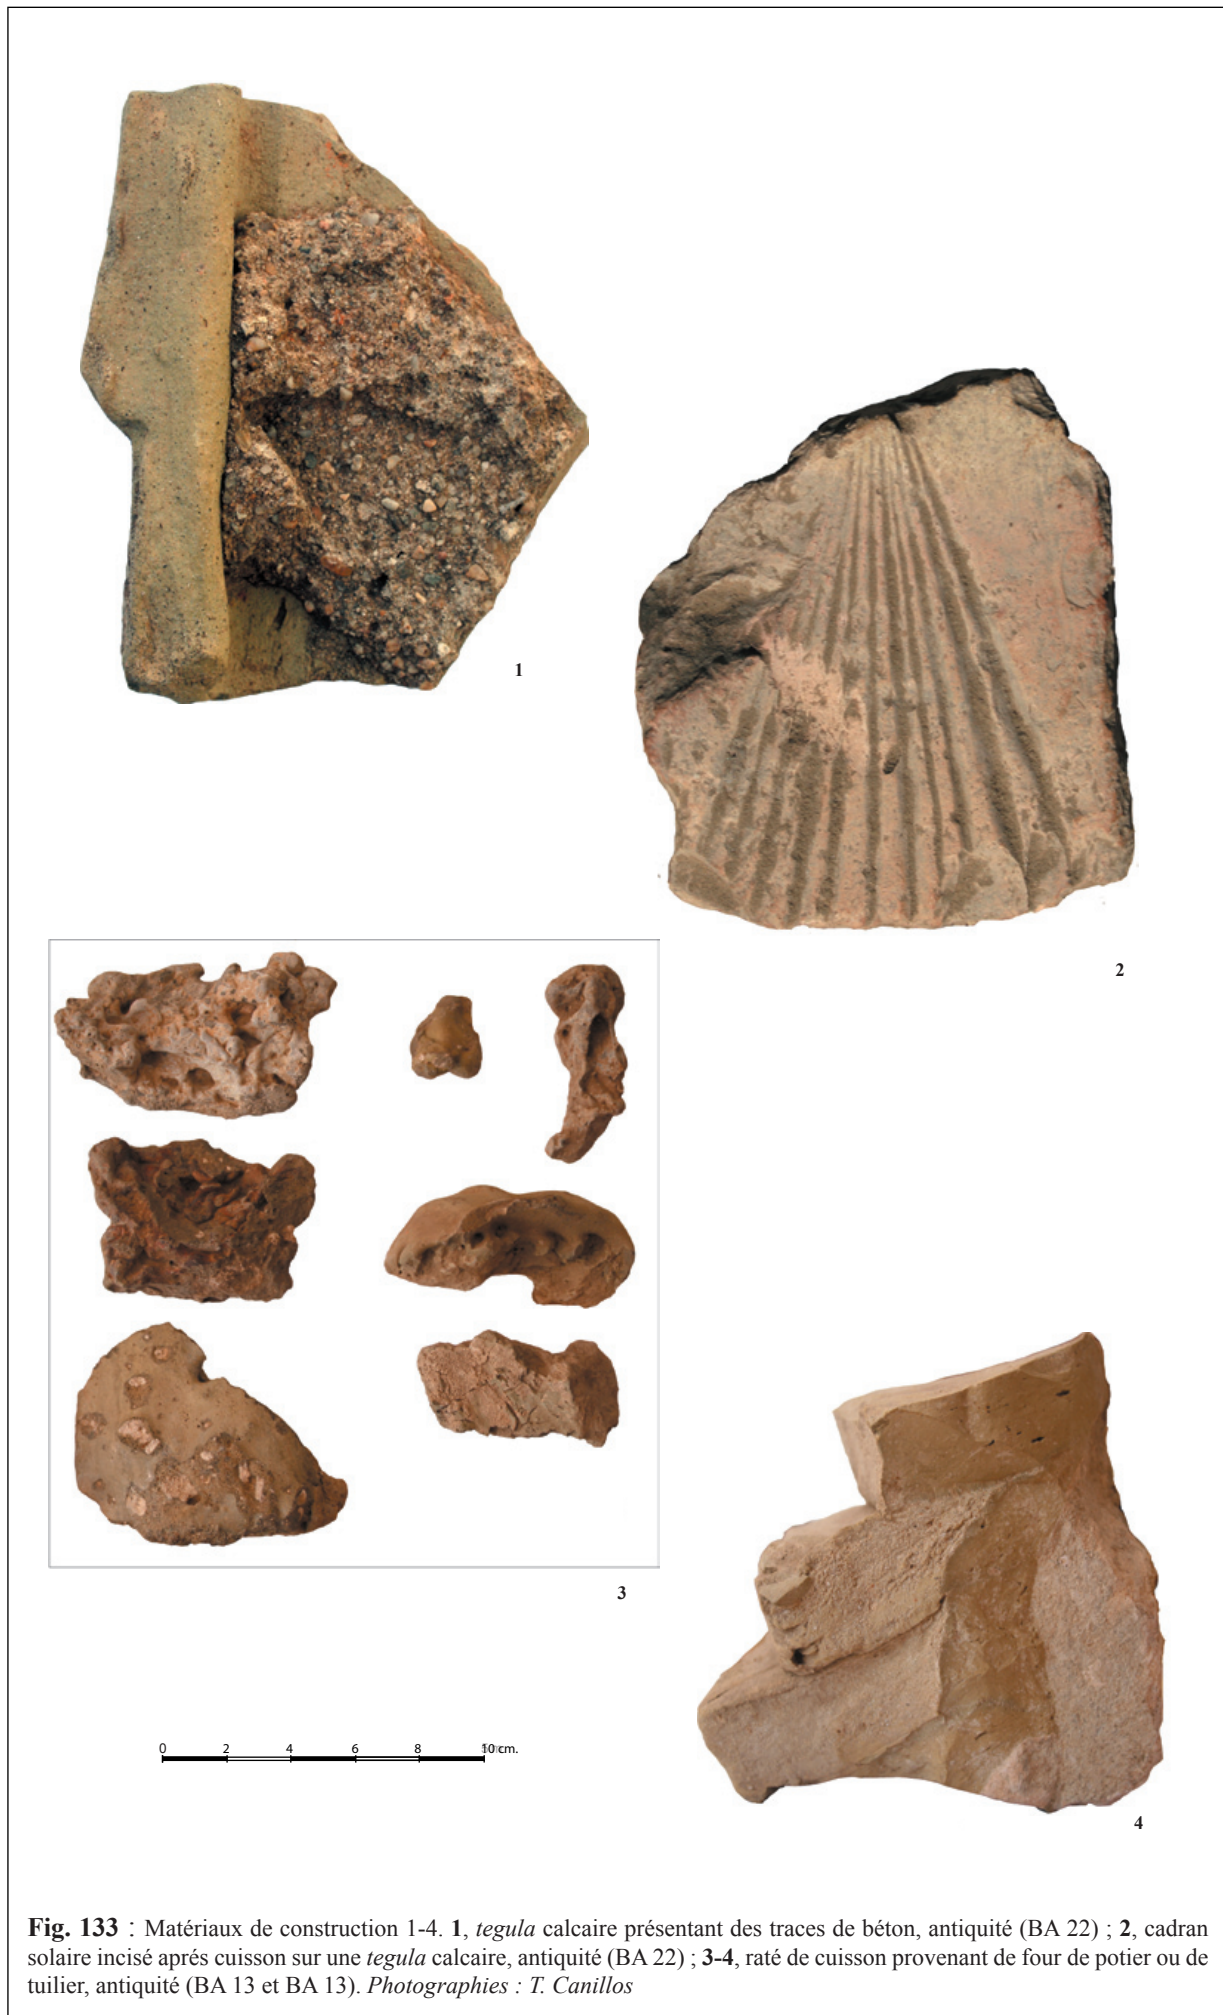 1
2
3
0 2 4 6 8 10 cm.
4
Fig. 133 : Matériaux de construction 1-4. 1, tegula calcaire présentant des traces de béton, antiquité (BA 22) ; 2, cadran
solaire incisé aprés cuisson sur une tegula calcaire, antiquité (BA 22) ; 3-4, raté de cuisson provenant de four de potier ou de
tuilier, antiquité (BA 13 et BA 13). Photographies : T. Canillos